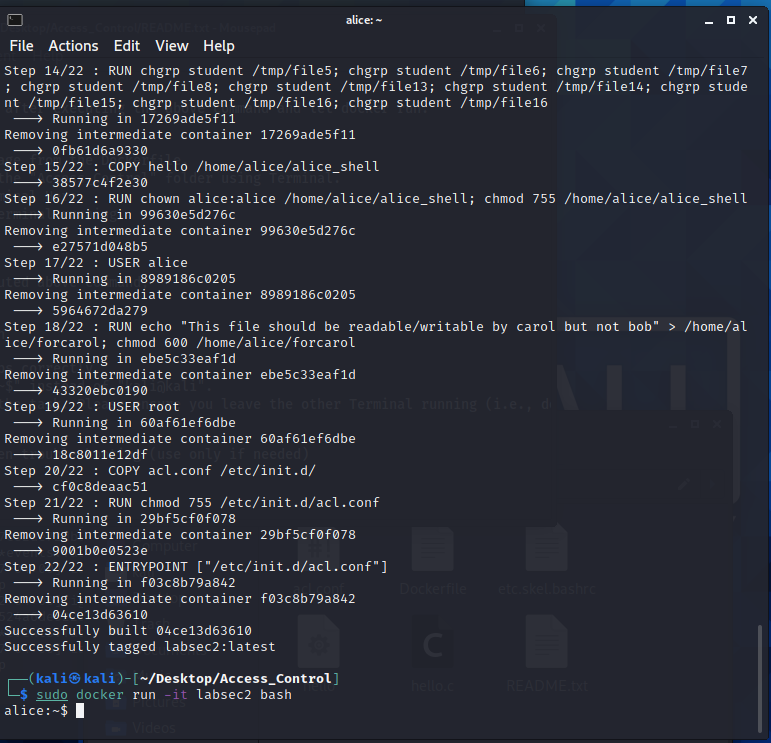 alice: ~
File Actions Edit View Help
Step 14/22 : RUN chgrp student /tmp/file5; chgrp student /tmp/file6; chgrp student /tmp/file7
; chgrp student /tmp/file8; chgrp student /tmp/file13; chgrp student /tmp/file14; chgrp stude
nt /tmp/file15; chgrp student /tmp/file16; chgrp student /tmp/file16
---> Running in 17269ade5f11
Removing intermediate container 17269ade5f11
---> 0fb61d6a9330
Step 15/22 : COPY hello /home/alice/alice_shell
---> 38577c4f2e30
Step 16/22 : RUN chown alice:alice /home/alice/alice_shell; chmod 755 /home/alice/alice_shell
---> Running in 99630e5d276c
Removing intermediate container 99630e5d276c
---> e27571d048b5
Step 17/22 : USER alice
---> Running in 8989186c0205
Removing intermediate container 8989186c0205
---> 5964672da279
Step 18/22 : RUN echo "This file should be readable/writable by carol but not bob" > /home/al
ice/forcarol; chmod 600 /home/alice/forcarol
---> Running in ebe5c33eaf1d
Removing intermediate container ebe5c33eaf1d
---> 43320ebc0190
Step 19/22 : USER root
---> Running in 60af61ef6dbe
Removing intermediate container 60af61ef6dbe
---> 18c8011e12df
Step 20/22 : COPY acl.conf /etc/init.d/
---> cf0c8deaac51
Step 21/22 : RUN chmod 755 /etc/init.d/acl.conf
---> Running in 29bf5cf0f078
Removing intermediate container 29bf5cf0f078
---> 9001b0e0523e
Step 22/22 : ENTRYPOINT ["/etc/init.d/acl.conf"]
---> Running in f03c8b79a842
Removing intermediate container f03c8b79a842
---> 04ce13d63610
Successfully built 04ce13d63610
Successfully tagged labsec2:latest
(kali㉿kali)-[~/Desktop/Access_Control]
$ sudo docker run -it labsec2 bash
alice:~$
Dockerfile
etc.skel.bashrc
hello.c
README.txt
Videos